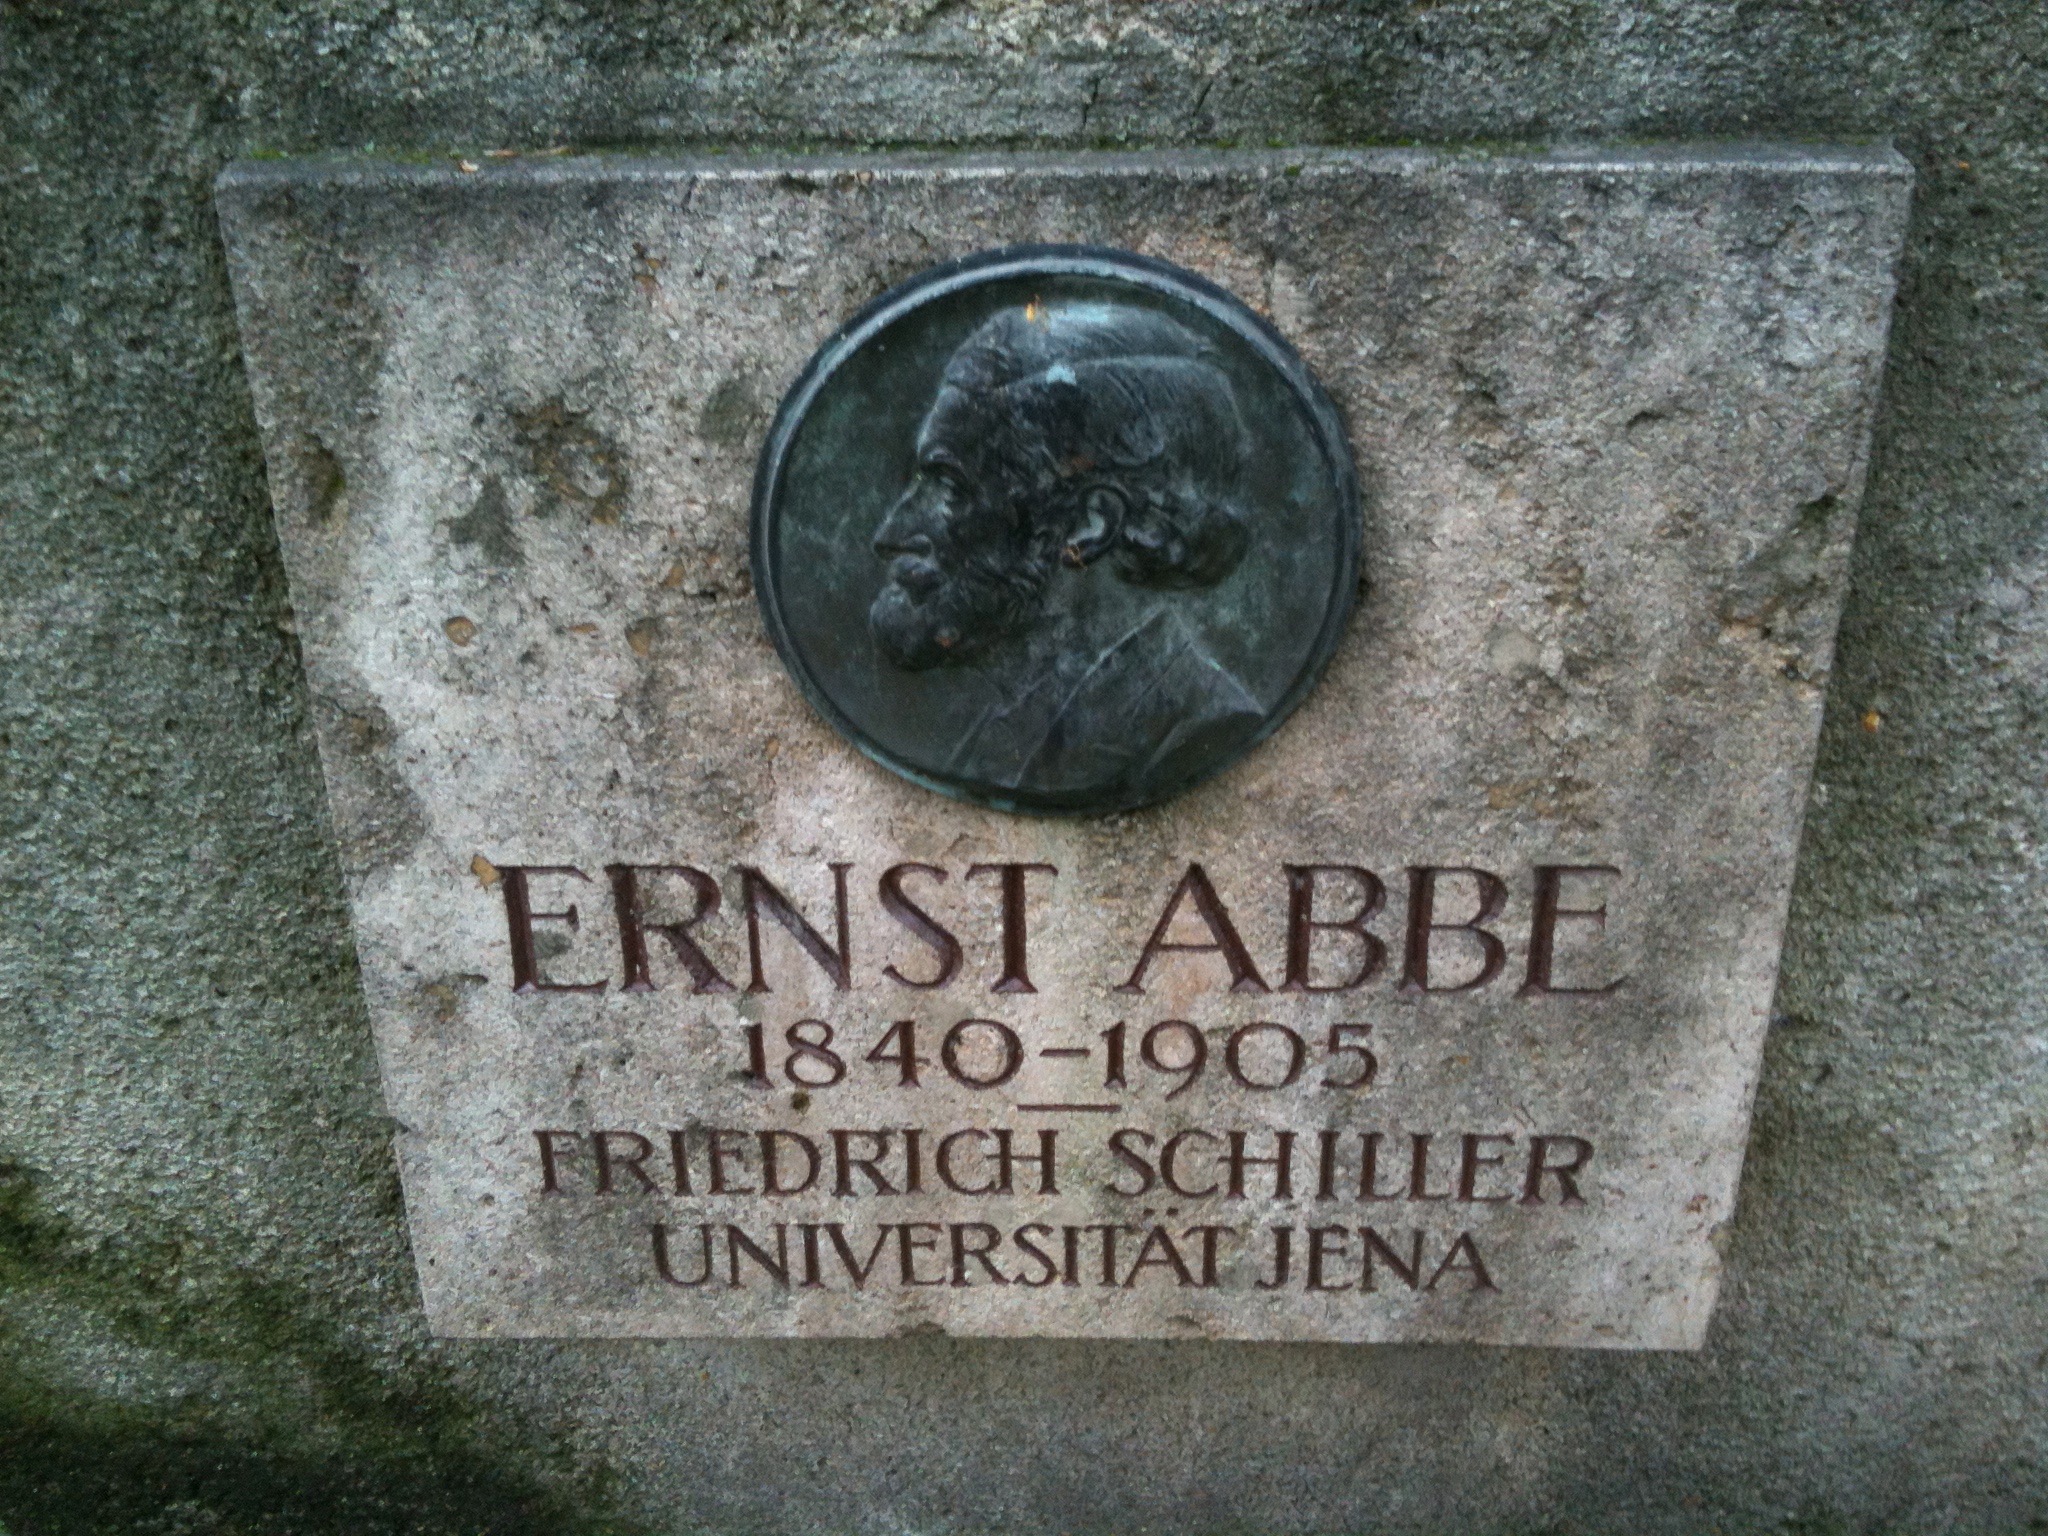 ERNST ABBE
1840–1905
FRIEDRICH SCHILLER
UNIVERSITÄT JENA